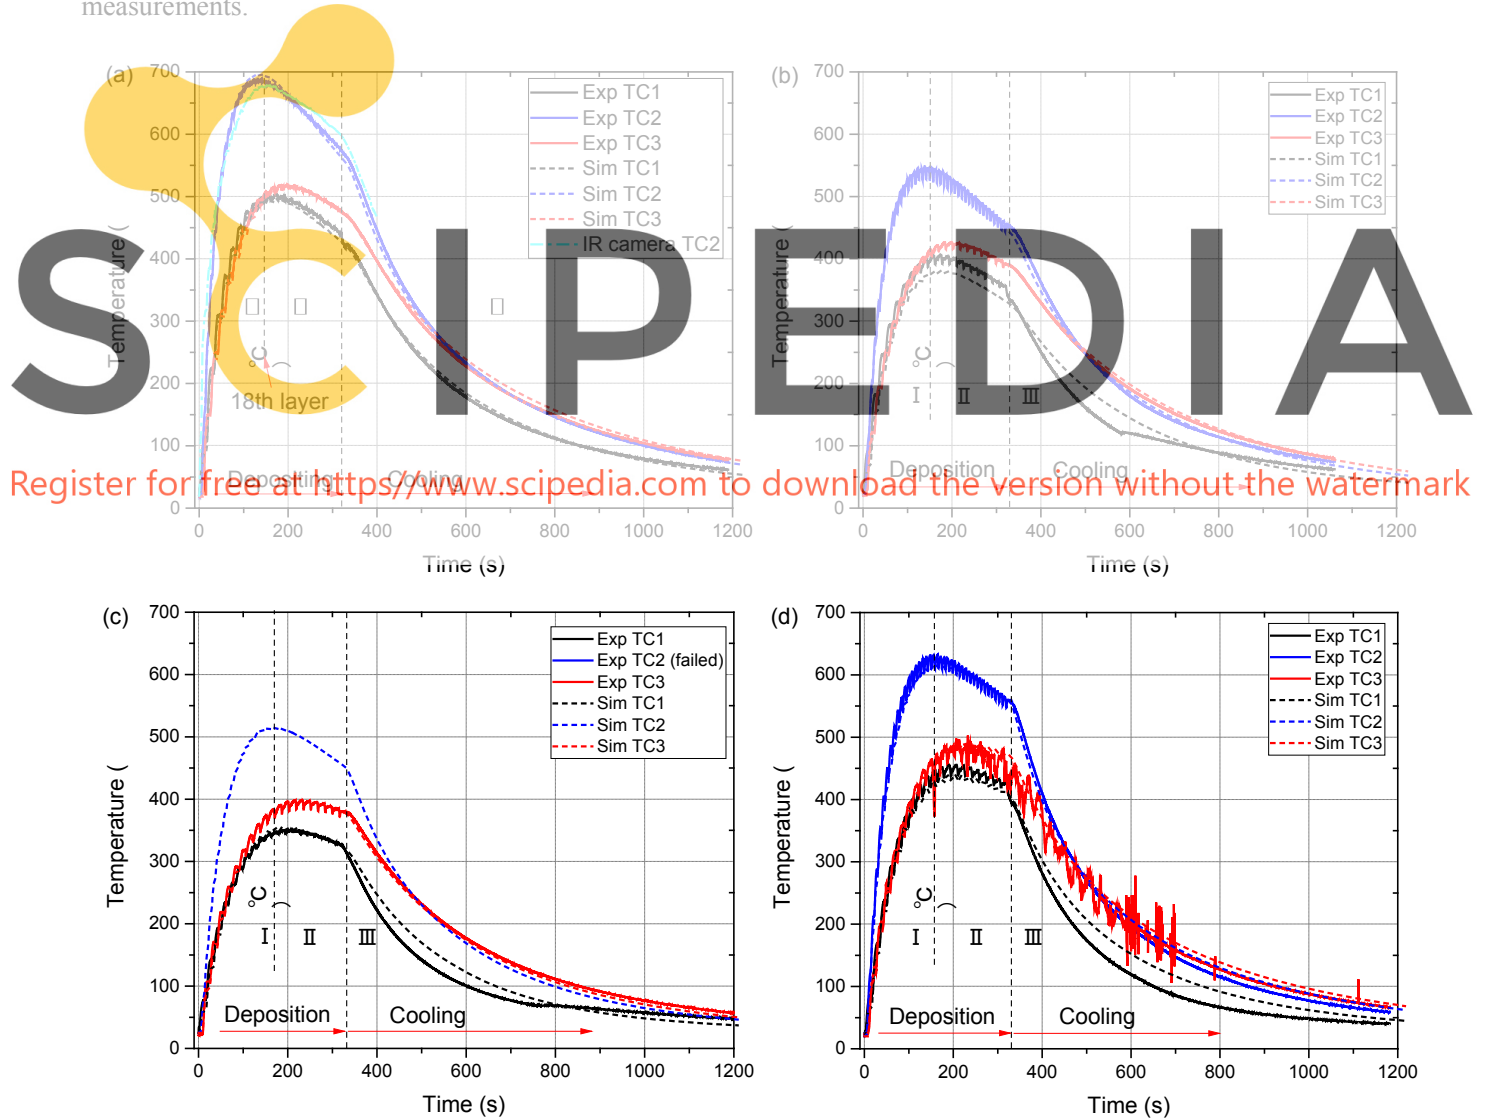 measurements.
(a)
700
600
500
400
300
200
100
0
0 200 400 600 800 1000 1200
Temperature (
°C
Time (s)
Exp TC1
Exp TC2
Exp TC3
Sim TC1
Sim TC2
Sim TC3
IR camera TC2
18th layer
Depositing
Cooling
(b)
700
600
500
400
300
200
100
0
0 200 400 600 800 1000 1200
Temperature (
°C
Time (s)
Exp TC1
Exp TC2
Exp TC3
Sim TC1
Sim TC2
Sim TC3
I II III
Deposition
Cooling
SCIPEDIA
Register for free at https://www.scipedia.com to download the version without the watermark
(c)
700
600
500
400
300
200
100
0
0 200 400 600 800 1000 1200
Temperature (
°C
Time (s)
Exp TC1
Exp TC2 (failed)
Exp TC3
Sim TC1
Sim TC2
Sim TC3
I II III
Deposition
Cooling
(d)
700
600
500
400
300
200
100
0
0 200 400 600 800 1000 1200
Temperature (
°C
Time (s)
Exp TC1
Exp TC2
Exp TC3
Sim TC1
Sim TC2
Sim TC3
I II III
Deposition
Cooling